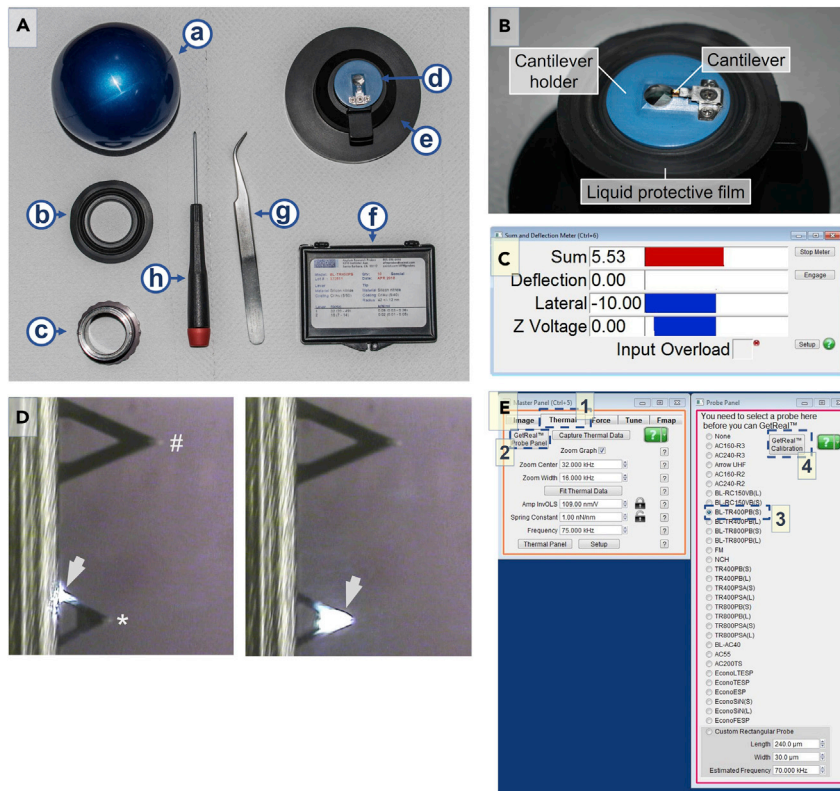 A
a
b
c
d
e
f
g
h
B
Cantilever holder
Cantilever
Liquid protective film
C
Sum and Deflection Meter (Ctrl+6)
Sum 5.53
Deflection 0.00
Lateral -10.00
Z Voltage 0.00
Input Overload
Stop Meter
Engage
Setup ?
D
#
*
E
Master Panel (Ctrl+5)
1
Image Thermal Force Tune Fmap
GetReal™ Probe Panel
Capture Thermal Data
?
2
Zoom Graph
?
Zoom Center 32.000 kHz ?
Zoom Width 16.000 kHz ?
Fit Thermal Data ?
Amp InvOLS 109.00 nm/V ?
Spring Constant 1.00 nN/nm ?
Frequency 75.000 kHz ?
Thermal Panel Setup ?
Probe Panel
You need to select a probe here
before you can GetReal™
GetReal™ Calibration
?
4
None
AC160-R3
AC240-R3
Arrow UHF
AC160-R2
AC240-R2
BL-RC150VB(L)
BL-RC150VB(S)
BL-TR400PB(S)
3
BL-TR400PB(L)
BL-TR800PB(S)
BL-TR800PB(L)
FM
NCH
TR400PB(S)
TR400PB(L)
TR400PSA(S)
TR400PSA(L)
TR800PB(S)
TR800PB(L)
TR800PSA(S)
TR800PSA(L)
BL-AC40
AC55
AC200TS
EconoLTESP
EconoTESP
EconoESP
EconoSiN(S)
EconoSiN(L)
EconoFESP
Custom Rectangular Probe
Length 240.0 µm
Width 30.0 µm
Estimated Frequency 70.000 kHz